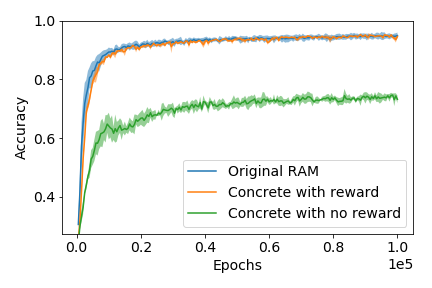 1.0
0.8
0.6
0.4
Accuracy
Original RAM
Concrete with reward
Concrete with no reward
0.0 0.2 0.4 0.6 0.8 1.0
1e5
Epochs